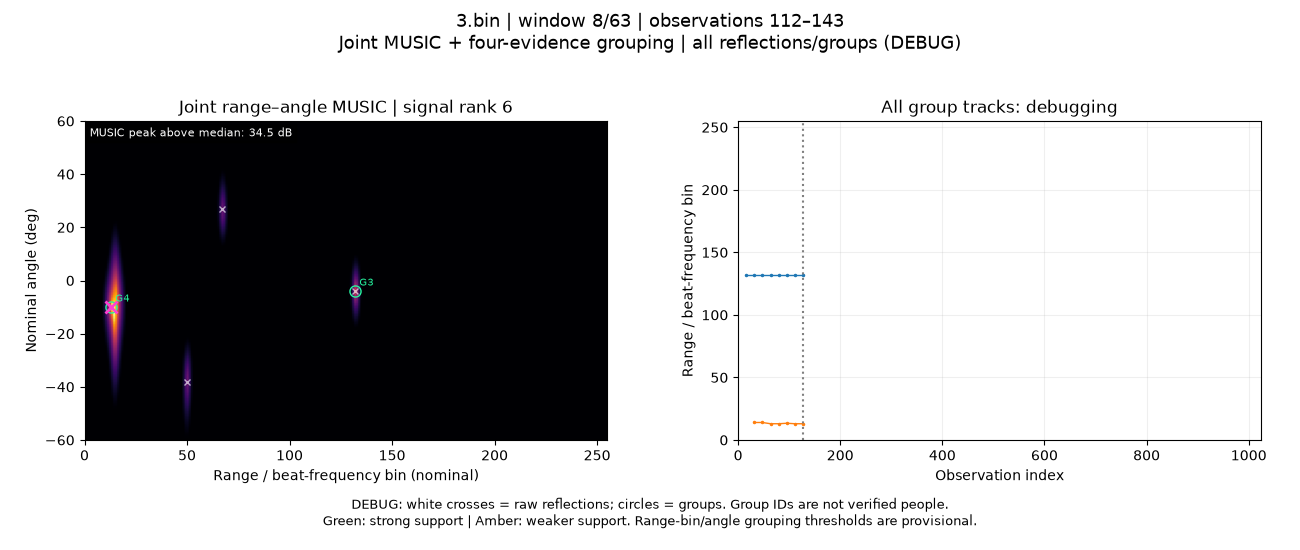 3.bin | window 8/63 | observations 112–143
Joint MUSIC + four-evidence grouping | all reflections/groups (DEBUG)
Joint range–angle MUSIC | signal rank 6
MUSIC peak above median: 34.5 dB
60
40
20
0
−20
−40
−60
Nominal angle (deg)
G4
G3
0
50
100
150
200
250
Range / beat-frequency bin (nominal)
All group tracks: debugging
250
200
150
100
50
0
Range / beat-frequency bin
0
200
400
600
800
1000
Observation index
DEBUG: white crosses = raw reflections; circles = groups. Group IDs are not verified people.
Green: strong support | Amber: weaker support. Range-bin/angle grouping thresholds are provisional.